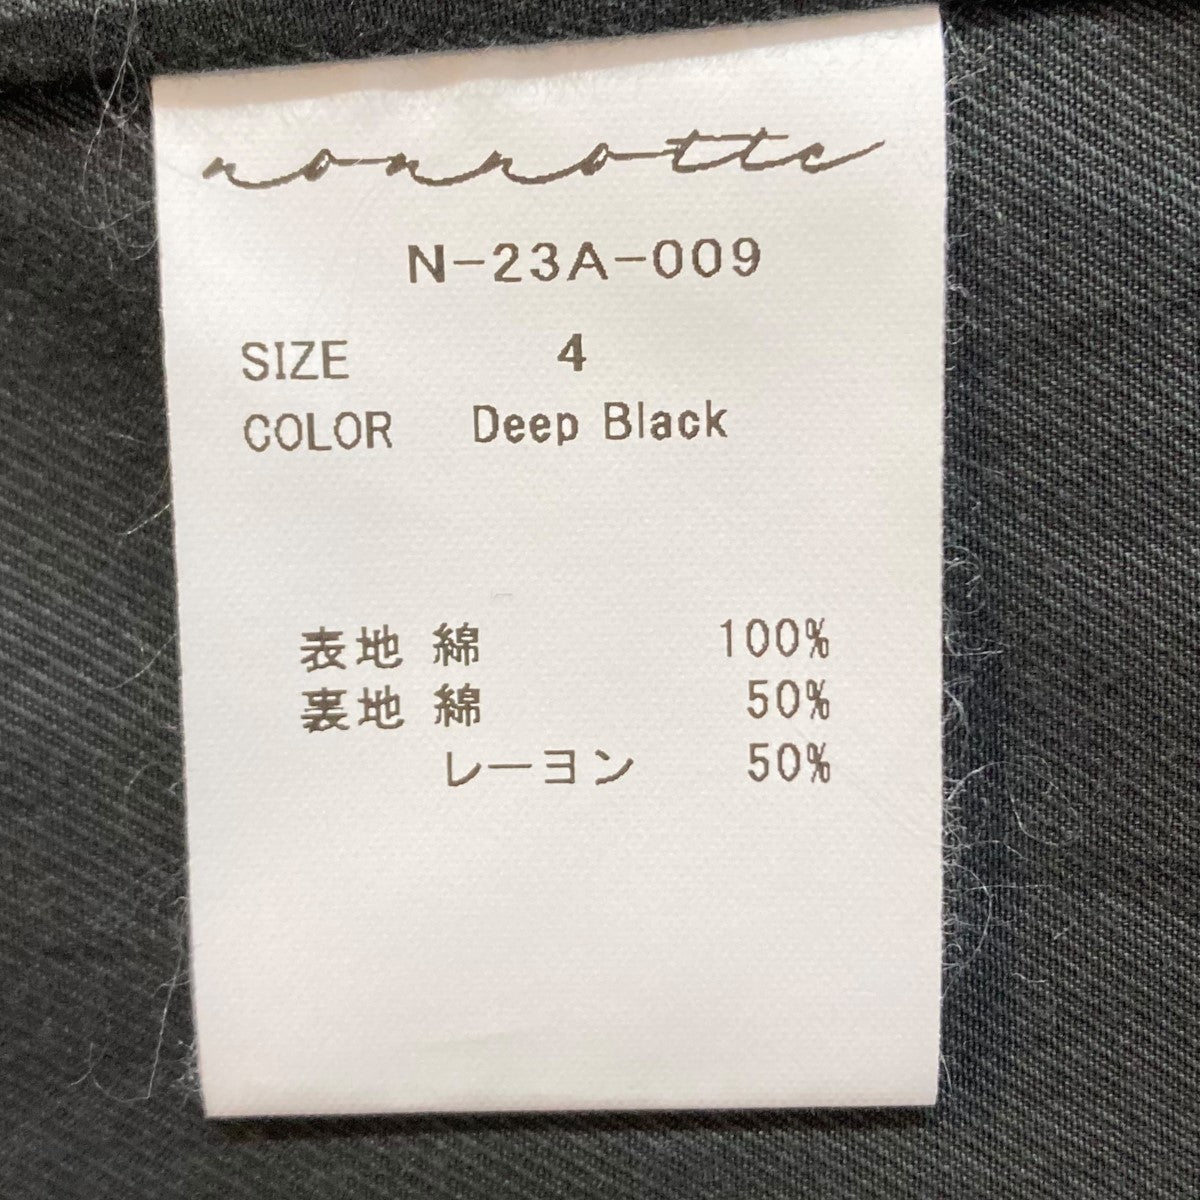 nonnotte
N-23A-009
SIZE 4
COLOR Deep Black
表地 綿 100%
裏地 綿 50%
レーヨン 50%